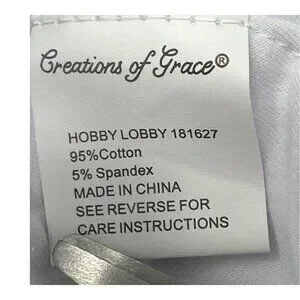 Creations of Grace®
HOBBY LOBBY 181627
95%Cotton
5% Spandex
MADE IN CHINA
SEE REVERSE FOR
CARE INSTRUCTIONS